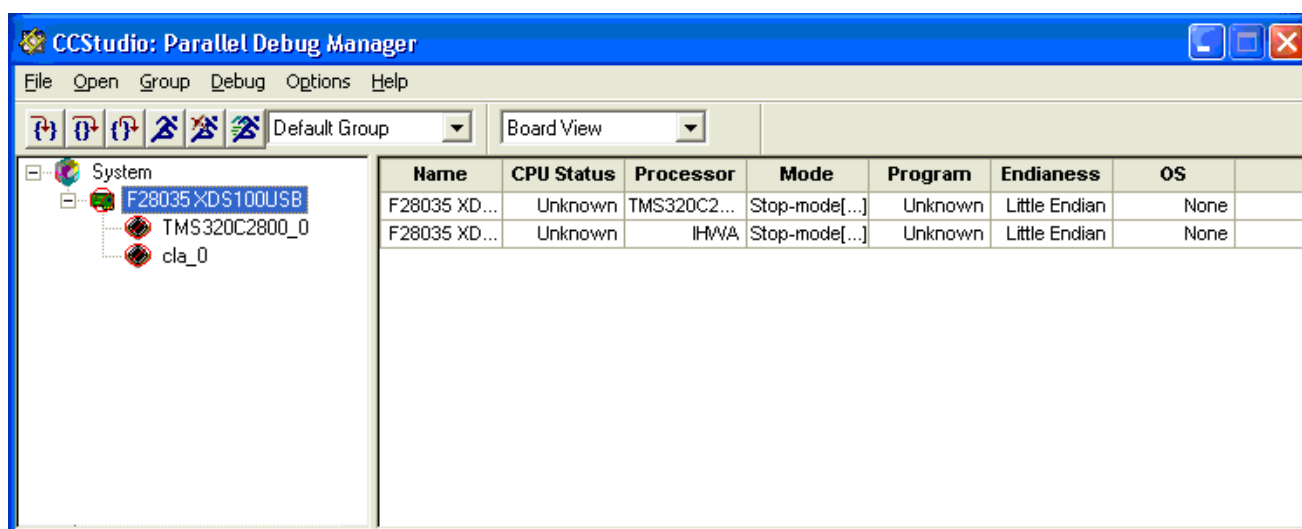 CCStudio: Parallel Debug Manager
File Open Group Debug Options Help
Default Group Board View
System
F28035 XDS100USB
TMS320C2800_0
cla_0
Name CPU Status Processor Mode Program Endianess OS
F28035 XD... Unknown TMS320C2... Stop-mode[...] Unknown Little Endian None
F28035 XD... Unknown IHWA Stop-mode[...] Unknown Little Endian None